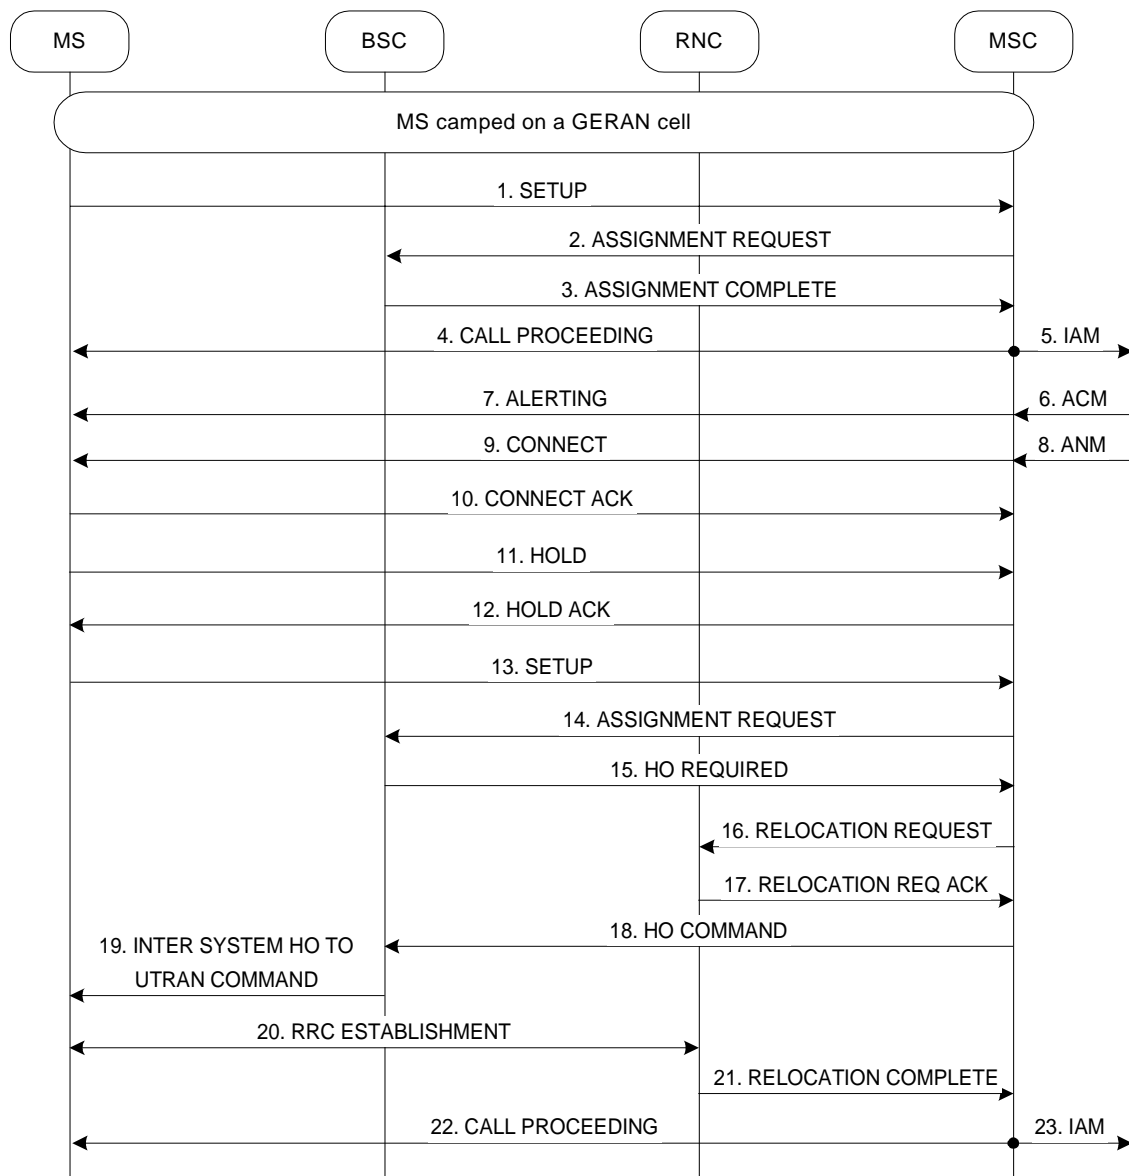 MS
BSC
RNC
MSC
MS camped on a GERAN cell
1. SETUP
2. ASSIGNMENT REQUEST
3. ASSIGNMENT COMPLETE
4. CALL PROCEEDING
5. IAM
7. ALERTING
6. ACM
9. CONNECT
8. ANM
10. CONNECT ACK
11. HOLD
12. HOLD ACK
13. SETUP
14. ASSIGNMENT REQUEST
15. HO REQUIRED
16. RELOCATION REQUEST
17. RELOCATION REQ ACK
18. HO COMMAND
19. INTER SYSTEM HO TO
UTRAN COMMAND
20. RRC ESTABLISHMENT
21. RELOCATION COMPLETE
22. CALL PROCEEDING
23. IAM